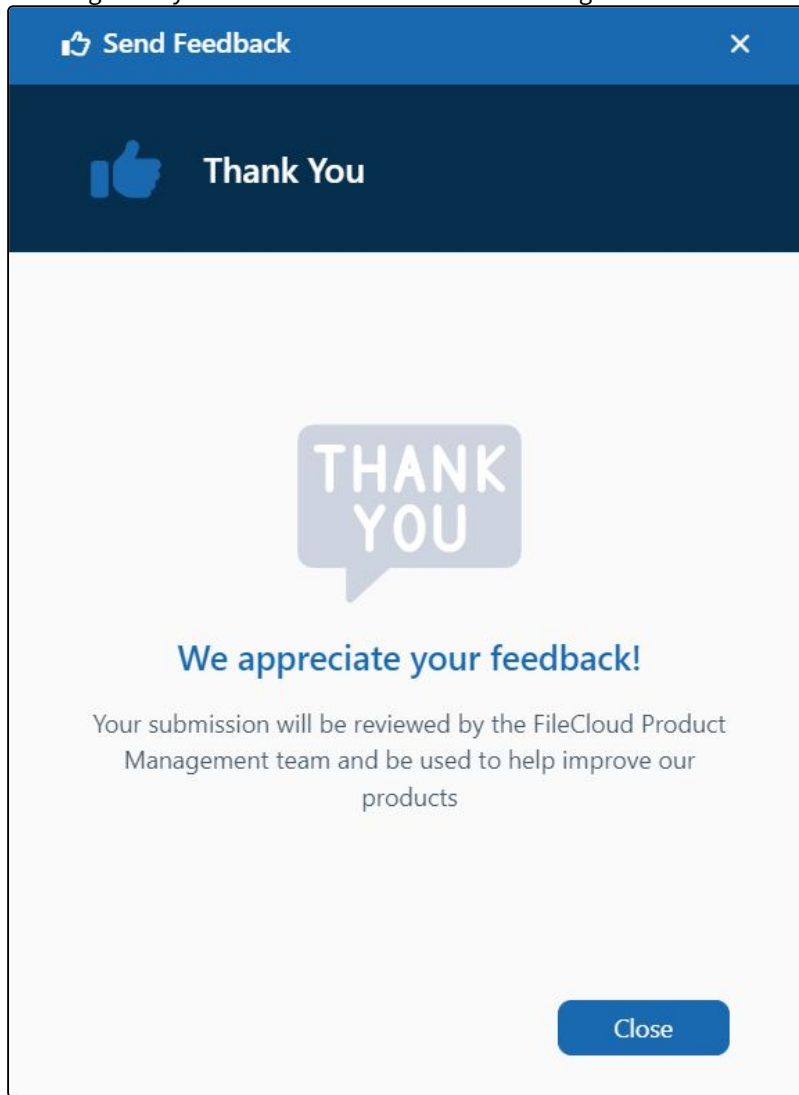 Send Feedback
Thank You
THANK
YOU
We appreciate your feedback!
Your submission will be reviewed by the FileCloud Product
Management team and be used to help improve our
products
Close